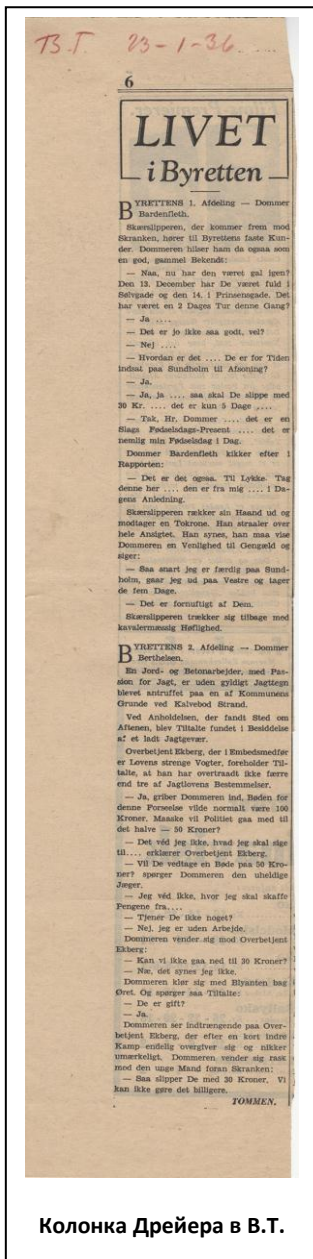 B.T. 23-1-36.
6
LIVET
i Byretten
BYRETTENS 1. Afdeling — Dommer
Bardenfleth.
Skærslipperen, der kommer frem mod
Skranken, hører til Byrettens faste Kun-
der. Dommeren hilser ham da ogsaa som
en god, gammel Bekendt:
— Naa, nu har den været gal igen?
Den 13. December har De været fuld i
Sølvgade og den 14. i Prinsensgade. Det
har været en 2 Dages Tur denne Gang?
— Ja ....
— Det er jo ikke saa godt, vel?
— Nej ....
— Hvordan er det .... De er for Tiden
indsat paa Sundholm til Afsoning?
— Ja.
— Ja, ja .... saa skal De slippe med
30 Kr. .... det er kun 5 Dage ....
— Tak, Hr. Dommer .... det er en
Slags Fødselsdags-Present .... det er
nemlig min Fødselsdag i Dag.
Dommer Bardenfleth kikker efter i
Rapporten:
— Det er det ogsaa. Til Lykke. Tag
denne her .... den er fra mig .... i Da-
gens Anledning.
Skærslipperen rækker sin Haand ud og
modtager en Tokrone. Han straaler over
hele Ansigtet. Han synes, han maa vise
Dommeren en Venlighed til Gengæld og
siger:
— Saa snart jeg er færdig paa Sund-
holm, gaar jeg ud paa Vestre og tager
de fem Dage.
— Det er fornuftigt af Dem.
Skærslipperen trækker sig tilbage med
kavalermæssig Høflighed.
BYRETTENS 2. Afdeling — Dommer
Berthelsen.
En Jord- og Betonarbejder, med Pas-
sion for Jagt, er uden gyldigt Jagttegn
blevet antruffet paa en af Kommunens
Grunde ved Kalvebod Strand.
Ved Anholdelsen, der fandt Sted om
Aftenen, blev Tiltalte fundet i Besiddelse
af et ladt Jagtgevær.
Overbetjent Ekberg, der i Embedsmedfør
er Lovens strenge Vogter, foreholder Til-
talte, at han har overtraadt ikke færre
end tre af Jagtlovens Bestemmelser.
— Ja, griber Dommeren ind, Bøden for
denne Forseelse vilde normalt være 100
Kroner. Maaske vil Politiet gaa med til
det halve — 50 Kroner?
— Det véd jeg ikke, hvad jeg skal sige
til.... erklærer Overbetjent Ekberg.
— Vil De vedtage en Bøde paa 50 Kro-
ner? spørger Dommeren den uheldige
Jæger.
— Jeg véd ikke, hvor jeg skal skaffe
Pengene fra....
— Tjener De ikke noget?
— Nej, jeg er uden Arbejde.
Dommeren vender sig mod Overbetjent
Ekberg:
— Kan vi ikke gaa ned til 30 Kroner?
— Næ, det synes jeg ikke.
Dommeren klør sig med Blyanten bag
Øret. Og spørger saa Tiltalte:
— De er gift?
— Ja.
Dommeren ser indtrængende paa Over-
betjent Ekberg, der efter en kort indre
Kamp endelig overgiver sig og nikker
umærkeligt. Dommeren vender sig rask
mod den unge Mand foran Skranken:
— Saa slipper De med 30 Kroner. Vi
kan ikke gøre det billigere.
TOMMEN.
Колонка Дрейера в В.Т.